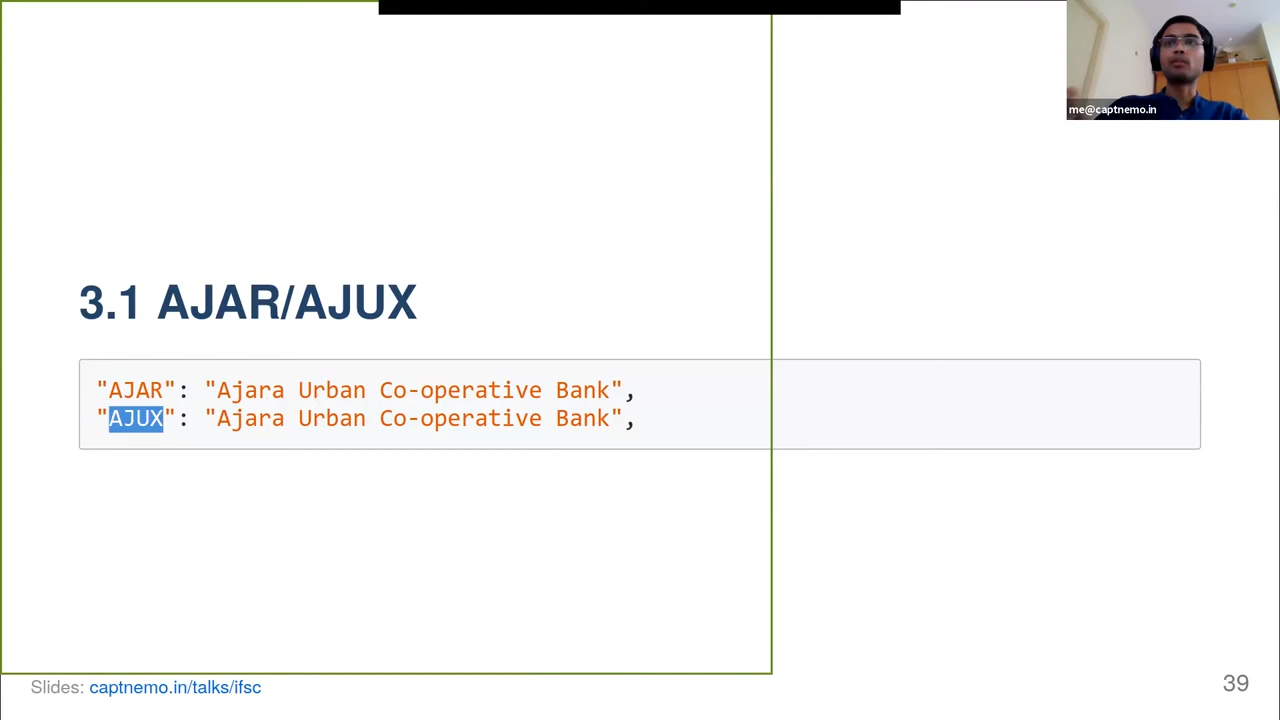 me@captnemo.in
3.1 AJAR/AJUX
"AJAR": "Ajara Urban Co-operative Bank",
"AJUX": "Ajara Urban Co-operative Bank",
Slides: captnemo.in/talks/ifsc
39